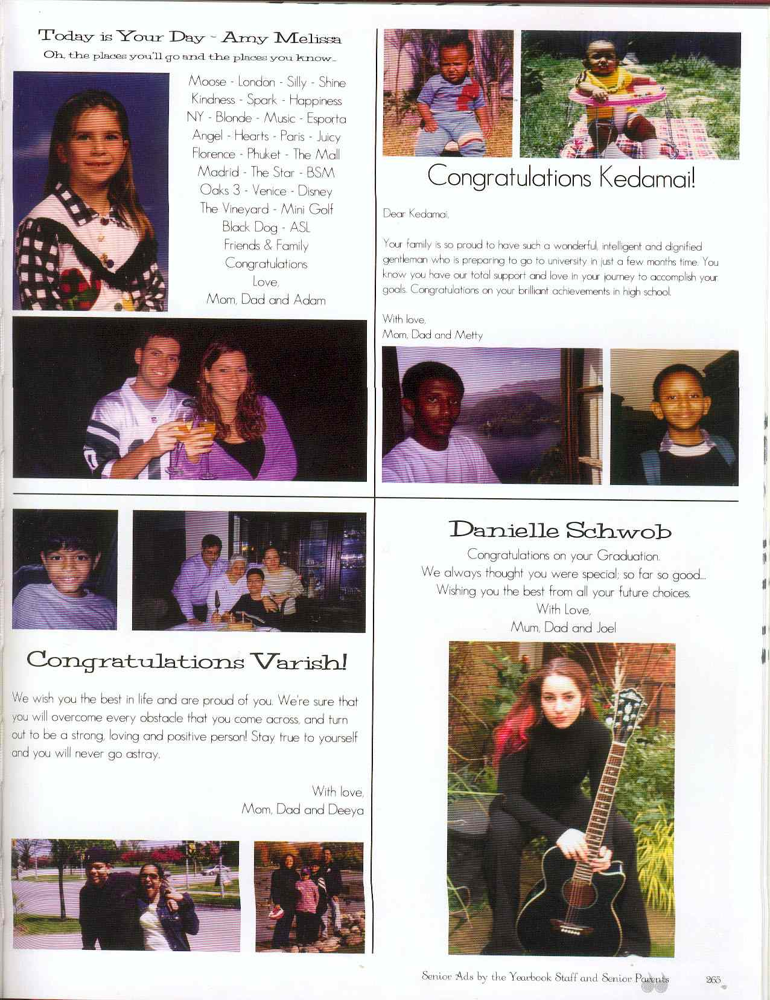 Today is Your Day - Amy Melissa
Oh, the places you'll go and the places you know...
Moose - London - Silly - Shine
Kindness - Spark - Happiness
NY - Blonde - Music - Esporta
Angel - Hearts - Paris - Juicy
Florence - Phuket - The Mall
Madrid - The Star - BSM
Oaks 3 - Venice - Disney
The Vineyard - Mini Golf
Black Dog - ASL
Friends & Family
Congratulations
Love,
Mom, Dad and Adam
Congratulations Kedamai!
Dear Kedamai,
Your family is so proud to have such a wonderful, intelligent and dignified
gentleman who is preparing to go to university in just a few months time. You
know you have our total support and love in your journey to accomplish your
goals. Congratulations on your brilliant achievements in high school.
With love,
Mom, Dad and Metty
Congratulations Varish!
We wish you the best in life and are proud of you. We're sure that
you will overcome every obstacle that you come across, and turn
out to be a strong, loving and positive person! Stay true to yourself
and you will never go astray.
With love,
Mom, Dad and Deeya
Danielle Schwob
Congratulations on your Graduation.
We always thought you were special; so far so good...
Wishing you the best from all your future choices.
With Love,
Mum, Dad and Joel
Senior Ads by the Yearbook Staff and Senior Parents
265